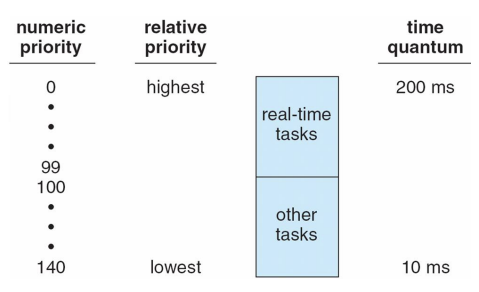 numeric priority
relative priority
time quantum
0
highest
200 ms
real-time
tasks
99
100
other
tasks
140
lowest
10 ms